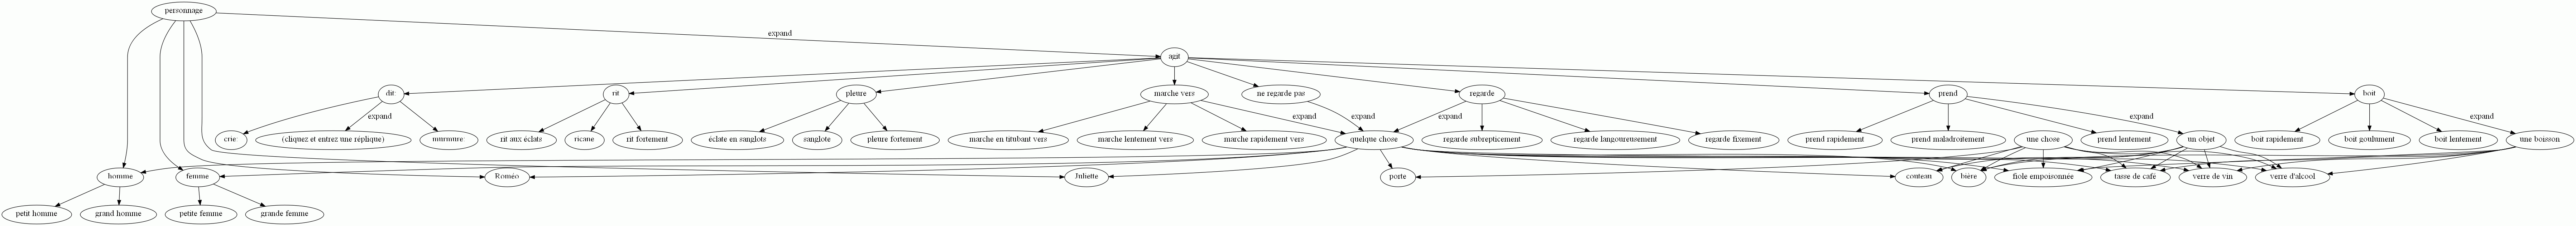 personnage
expand
agit
dit:
rit
pleure
marche vers
ne regarde pas
regarde
prend
boit
expand
expand
expand
expand
expand
expand
crie:
(cliquez et entrez une réplique)
murmure:
rit aux éclats
ricane
rit fortement
éclate en sanglots
sanglote
pleure fortement
marche en titubant vers
marche lentement vers
marche rapidement vers
quelque chose
regarde subrepticement
regarde langoureusement
regarde fixement
prend rapidement
prend maladroitement
une chose
prend lentement
un objet
boit rapidement
boit goulument
boit lentement
une boisson
homme
femme
Roméo
Juliette
porte
couteau
bière
fiole empoisonnée
tasse de café
verre de vin
verre d'alcool
petit homme
grand homme
petite femme
grande femme